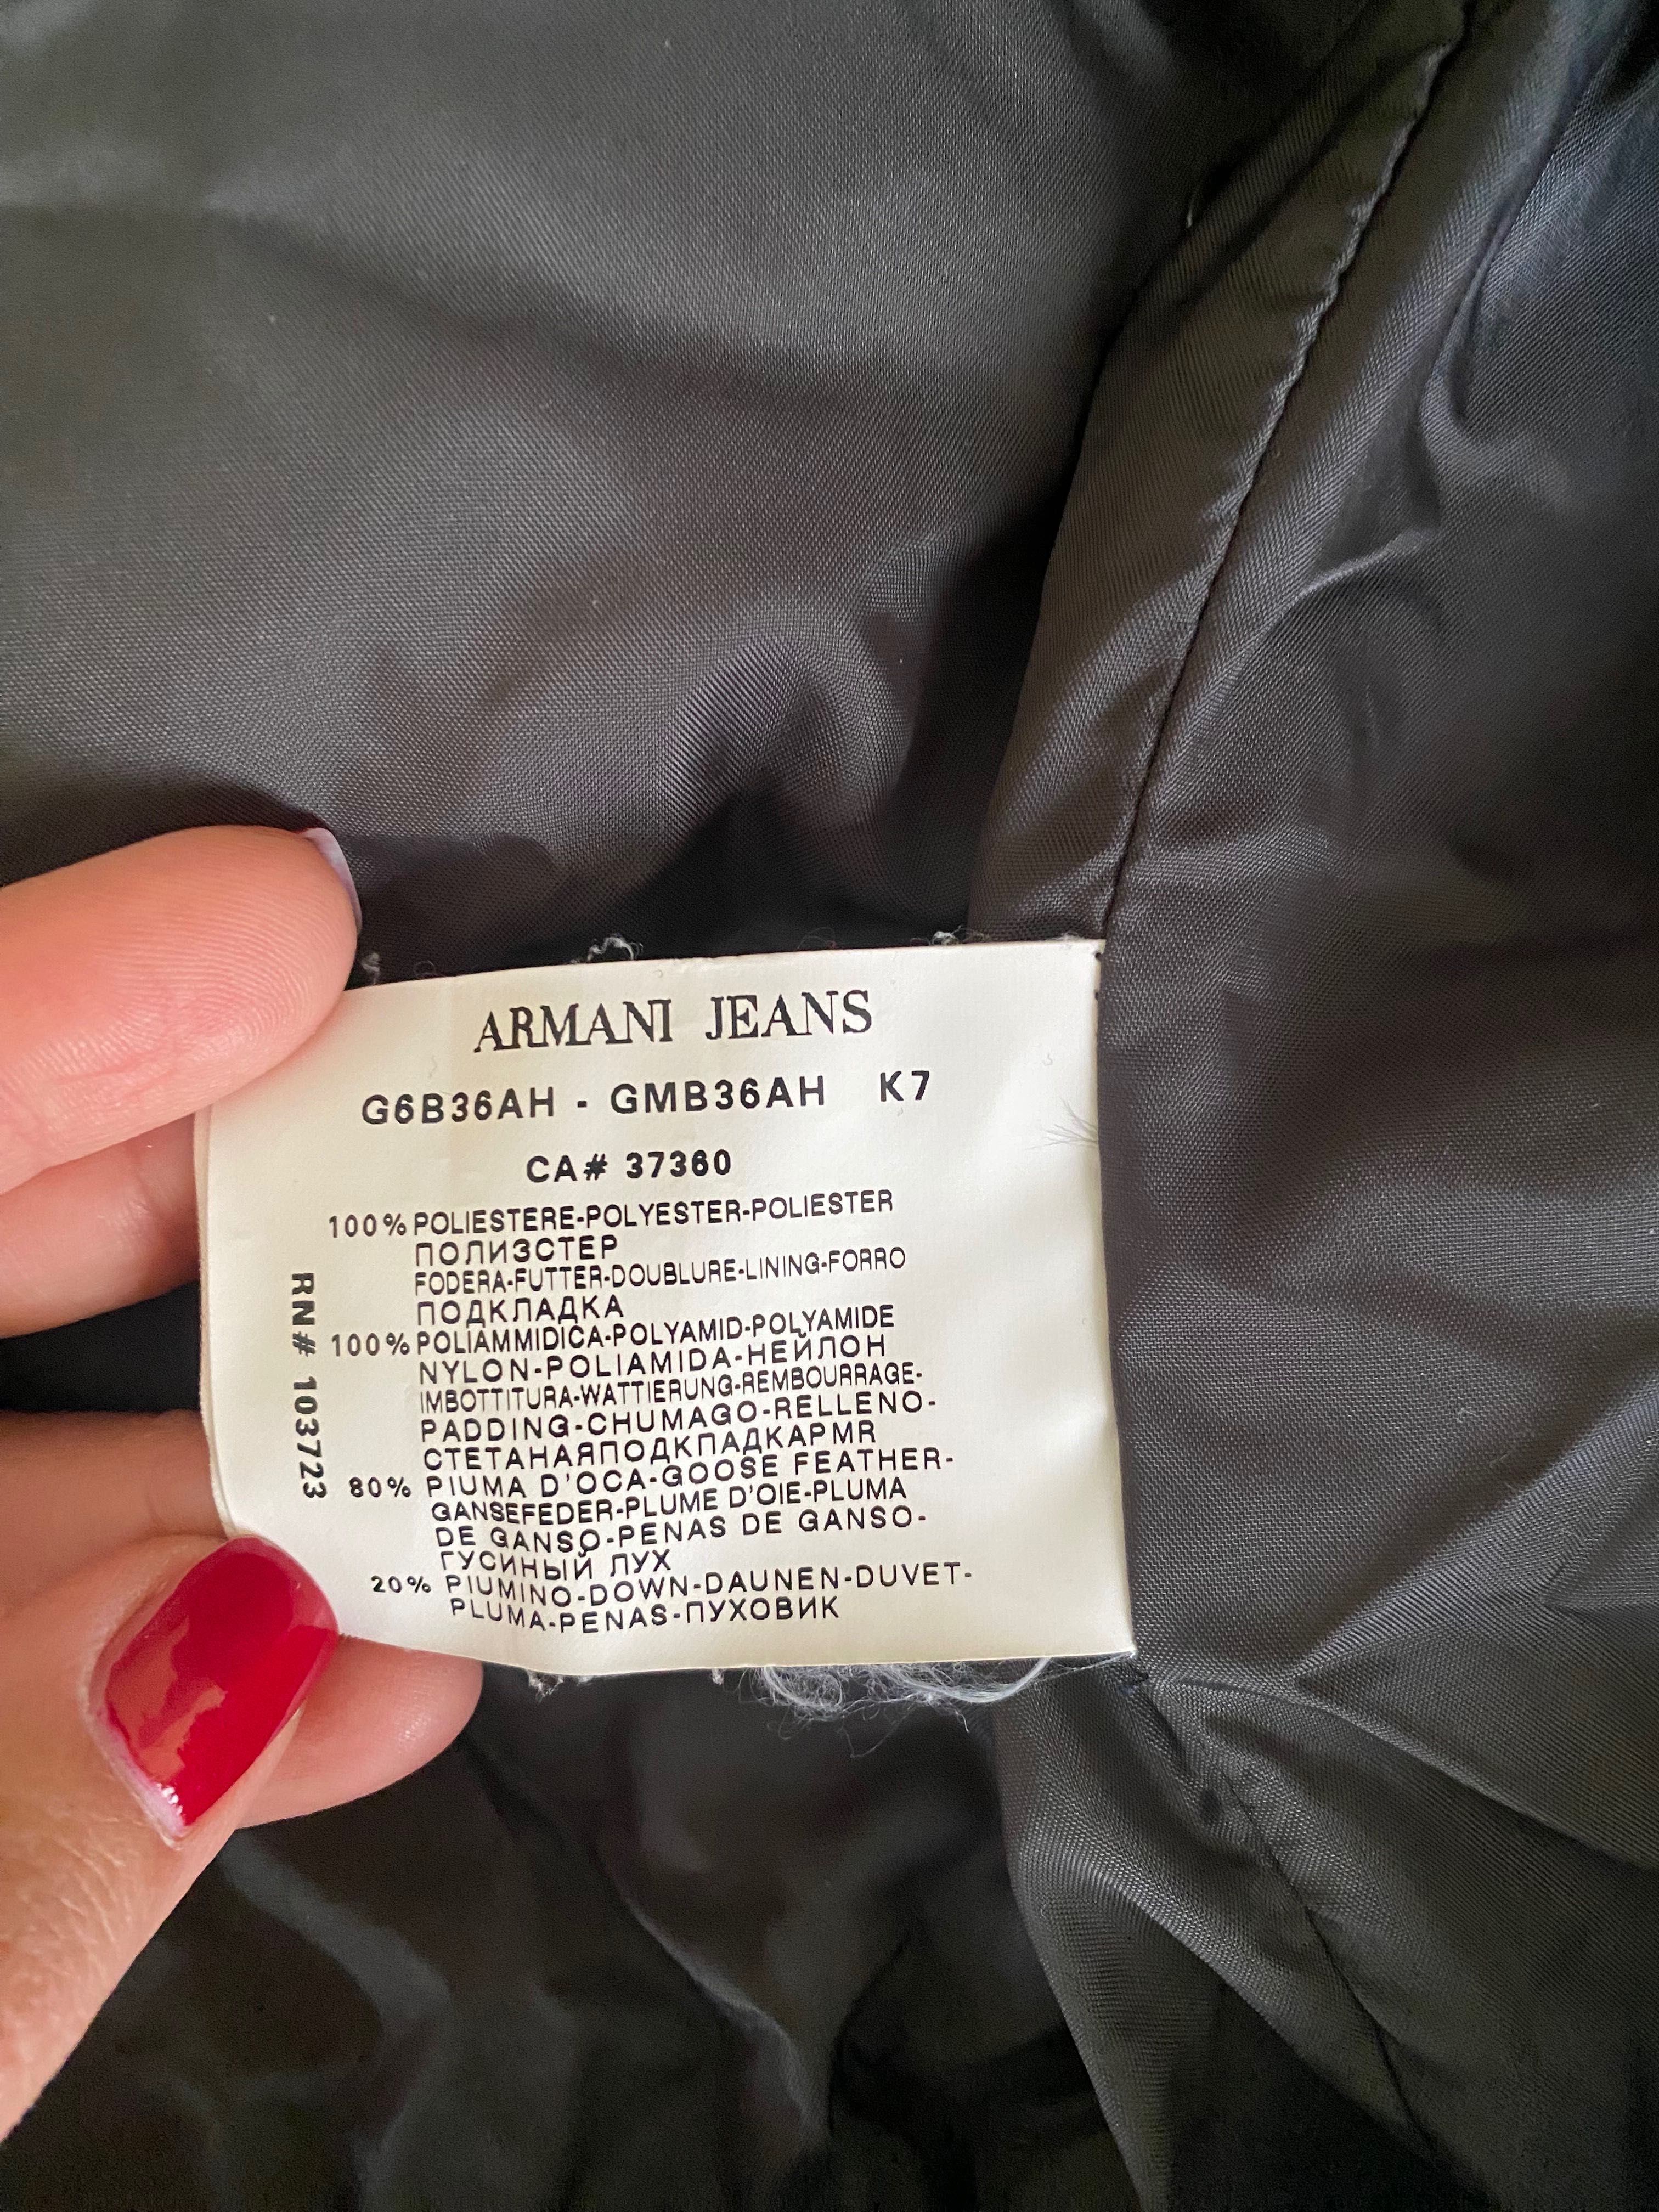 ARMANI JEANS
G6B36AH - GMB36AH K7
CA# 37360
100% POLIESTERE-POLYESTER-POLIESTER
ПОЛИЗСТЕР
FODERA-FUTTER-DOUBLURE-LINING-FORRO
ПОДКЛАДКА
100% POLIAMMIDICA-POLYAMID-POLYAMIDE
NYLON-POLIAMIDA-НЕЙЛОН
IMBOTTITURA-WATTIERUNG-REMBOURRAGE-
PADDING-CHUMAGO-RELLENO-
СТЕТАНАЯПОДКПАДКАРМR
80% PIUMA D'OCA-GOOSE FEATHER-
GANSEFEDER-PLUME D'OIE-PLUMA
DE GANSO-PENAS DE GANSO-
ГУСИНЫЙ ЛУХ
20% PIUMINO-DOWN-DAUNEN-DUVET-
PLUMA-PENAS-ПУХОВИК
RN# 103723